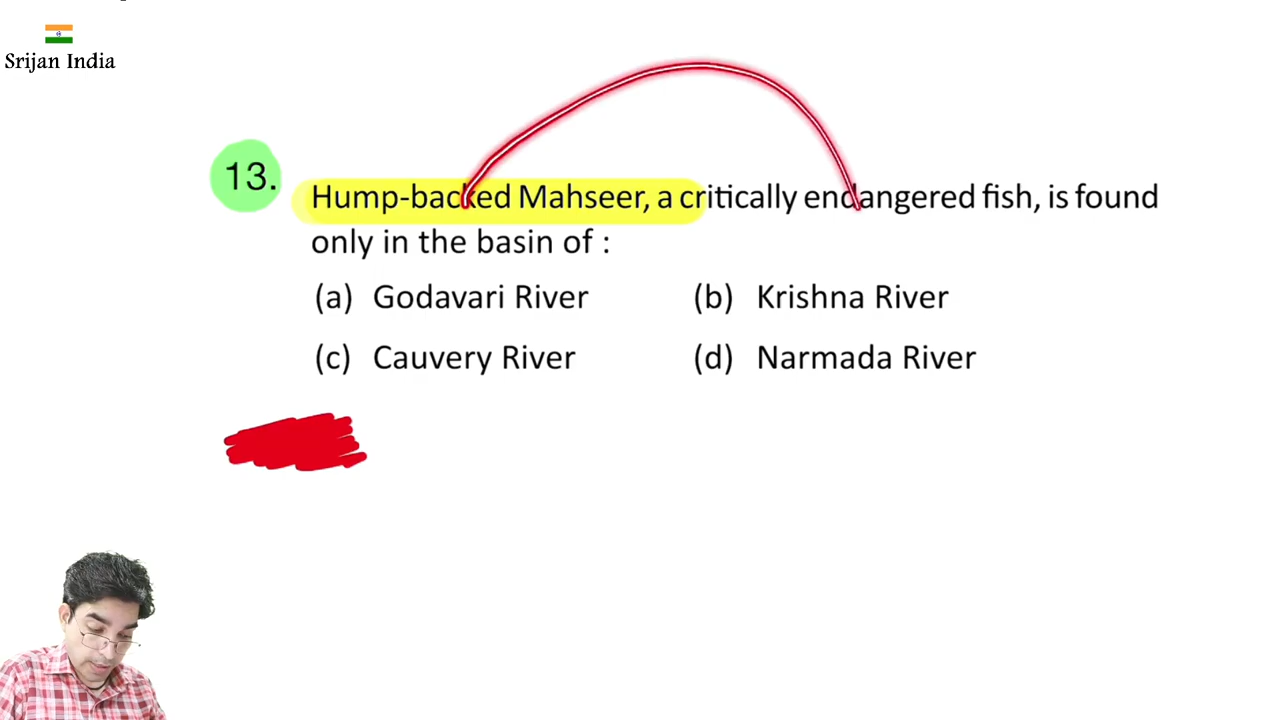 Srijan India
13.
Hump-backed Mahseer, a critically endangered fish, is found
only in the basin of :
(a) Godavari River (b) Krishna River
(c) Cauvery River (d) Narmada River